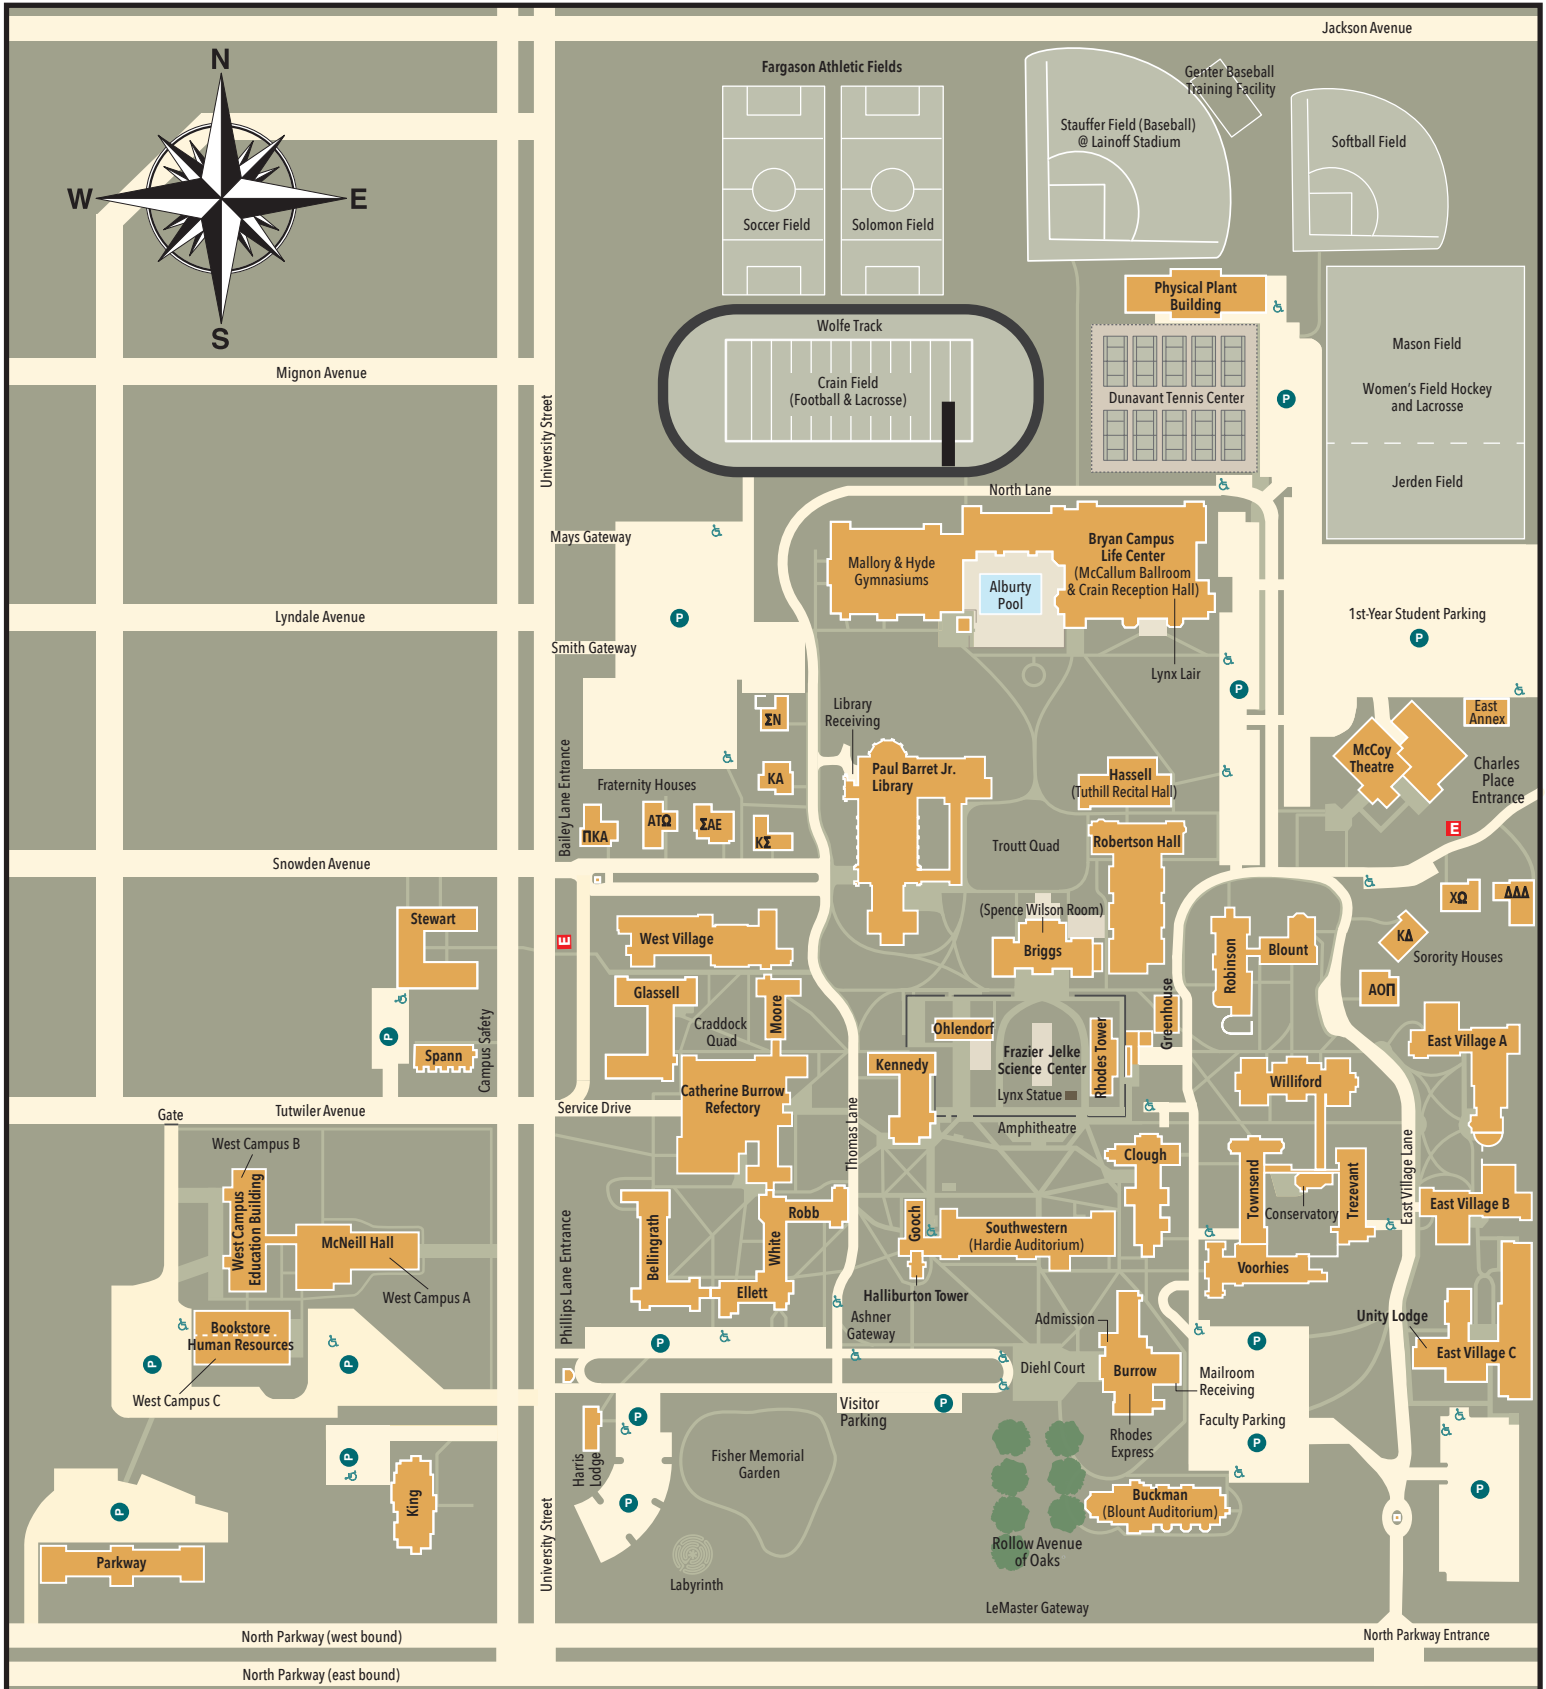 Jackson Avenue
N
W
E
S
Fargason Athletic Fields
Genter Baseball
Training Facility
Stauffer Field (Baseball)
@ Lainoff Stadium
Softball Field
Soccer Field
Solomon Field
Physical Plant
Building
Wolfe Track
Mason Field
Mignon Avenue
Crain Field
(Football & Lacrosse)
Women's Field Hockey
and Lacrosse
Dunavant Tennis Center
P
University Street
Jerden Field
North Lane
Mays Gateway
Bryan Campus
Life Center
(McCallum Ballroom
& Crain Reception Hall)
Mallory & Hyde
Gymnasiums
Alburty
Pool
Lyndale Avenue
P
1st-Year Student Parking
P
Smith Gateway
Lynx Lair
P
Library
Receiving
ΣN
East
Annex
McCoy
Theatre
Charles
Place
Entrance
Paul Barret Jr.
Library
Hassell
(Tuthill Recital Hall)
KA
Fraternity Houses
Bailey Lane Entrance
ΠKA
ATΩ
ΣAE
KΣ
E
Robertson Hall
Troutt Quad
Snowden Avenue
Stewart
(Spence Wilson Room)
XΩ
ΔΔΔ
West Village
E
Briggs
Robinson
Blount
KΔ
Sorority Houses
AOΠ
Glassell
Moore
Greenhouse
Craddock
Quad
Ohlendorf
P
Campus Safety
Spann
Frazier Jelke
Science Center
Rhodes Tower
East Village A
Kennedy
Catherine Burrow
Refectory
Lynx Statue
Williford
Tutwiler Avenue
Gate
Service Drive
Thomas Lane
Amphitheatre
West Campus B
Clough
East Village Lane
West Campus
Education Building
McNeill Hall
West Campus A
Bellingrath
Robb
White
Ellett
Gooch
Southwestern
(Hardie Auditorium)
Townsend
Conservatory
Trezevant
East Village B
Voorhies
Phillips Lane Entrance
Halliburton Tower
Ashner
Gateway
Admission
Unity Lodge
East Village C
Bookstore
Human Resources
West Campus C
P
P
P
Diehl Court
Burrow
P
Mailroom
Receiving
D
Visitor
Parking
P
P
Faculty Parking
P
Rhodes
Express
Harris
Lodge
Fisher Memorial
Garden
P
King
P
P
P
Buckman
(Blount Auditorium)
Rollow Avenue
of Oaks
Parkway
University Street
Labyrinth
LeMaster Gateway
North Parkway (west bound)
North Parkway Entrance
North Parkway (east bound)